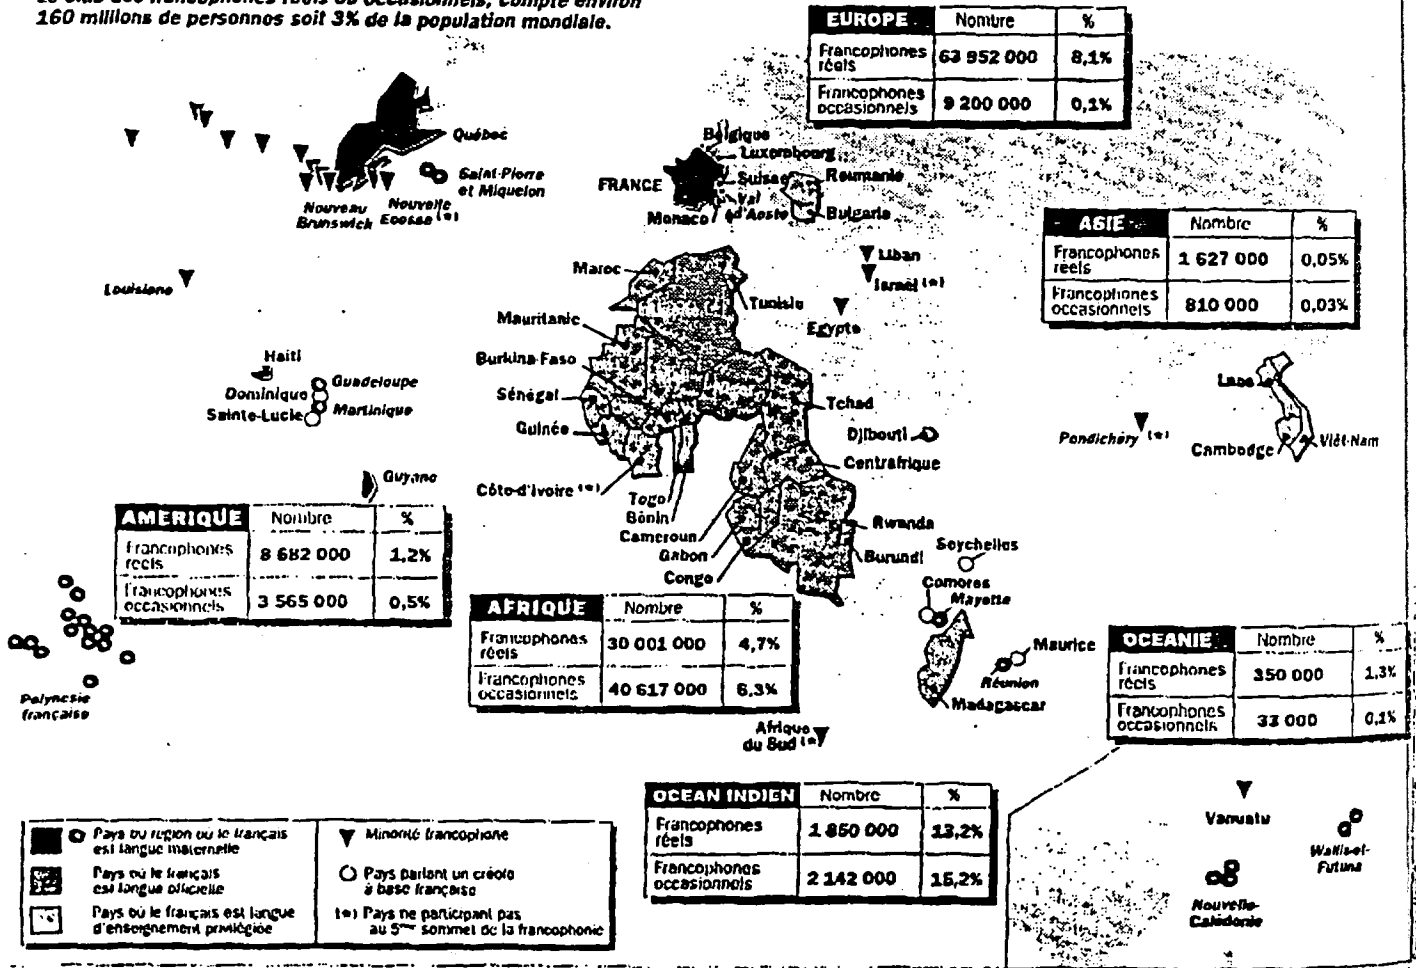 160 millions de personnos soit 3% de la population mondiale.
EUROPE Nombre %
Francophones réels 63 952 000 8,1%
Francophones occasionnels 9 200 000 0,1%
Québec
Saint-Pierre
et Miquelon
Nouveau
Brunswick
Nouvelle
Ecosse (*)
Belgique
Luxembourg
FRANCE
Suisse
Val
d'Aoste
Monaco
Roumanie
Bulgarie
ASIE Nombre %
Francophones réels 1 627 000 0,05%
Francophones occasionnels 810 000 0,03%
Louisiane
Maroc
Tunisie
Liban
Israël (*)
Egypte
Mauritanie
Burkina-Faso
Sénégal
Guinée
Côte-d'Ivoire (*)
Togo
Bénin
Cameroun
Gabon
Congo
Tchad
Djibouti
Centrafrique
Rwanda
Burundi
Haïti
Dominique
Guadeloupe
Sainte-Lucie
Martinique
Guyane
Laos
Pondichéry (*)
Cambodge
Viêt-Nam
AMERIQUE Nombre %
Francophones réels 8 682 000 1,2%
Francophones occasionnels 3 565 000 0,5%
Seychelles
Comores
Mayotte
Maurice
Réunion
Madagascar
AFRIQUE Nombre %
Francophones réels 30 001 000 4,7%
Francophones occasionnels 40 617 000 6,3%
OCEANIE Nombre %
Francophones réels 350 000 1,3%
Francophones occasionnels 33 000 0,1%
Polynésie
française
Afrique
du Sud (*)
OCEAN INDIEN Nombre %
Francophones réels 1 850 000 13,2%
Francophones occasionnels 2 142 000 15,2%
Vanuatu
Wallis-et-
Futuna
Nouvelle-
Calédonie
Pays ou région où le français
est langue maternelle
Pays où le français
est langue officielle
Pays où le français est langue
d'enseignement privilégiée
Minorité francophone
Pays parlant un créole
à base française
(*) Pays ne participant pas
au 5ème sommet de la francophonie